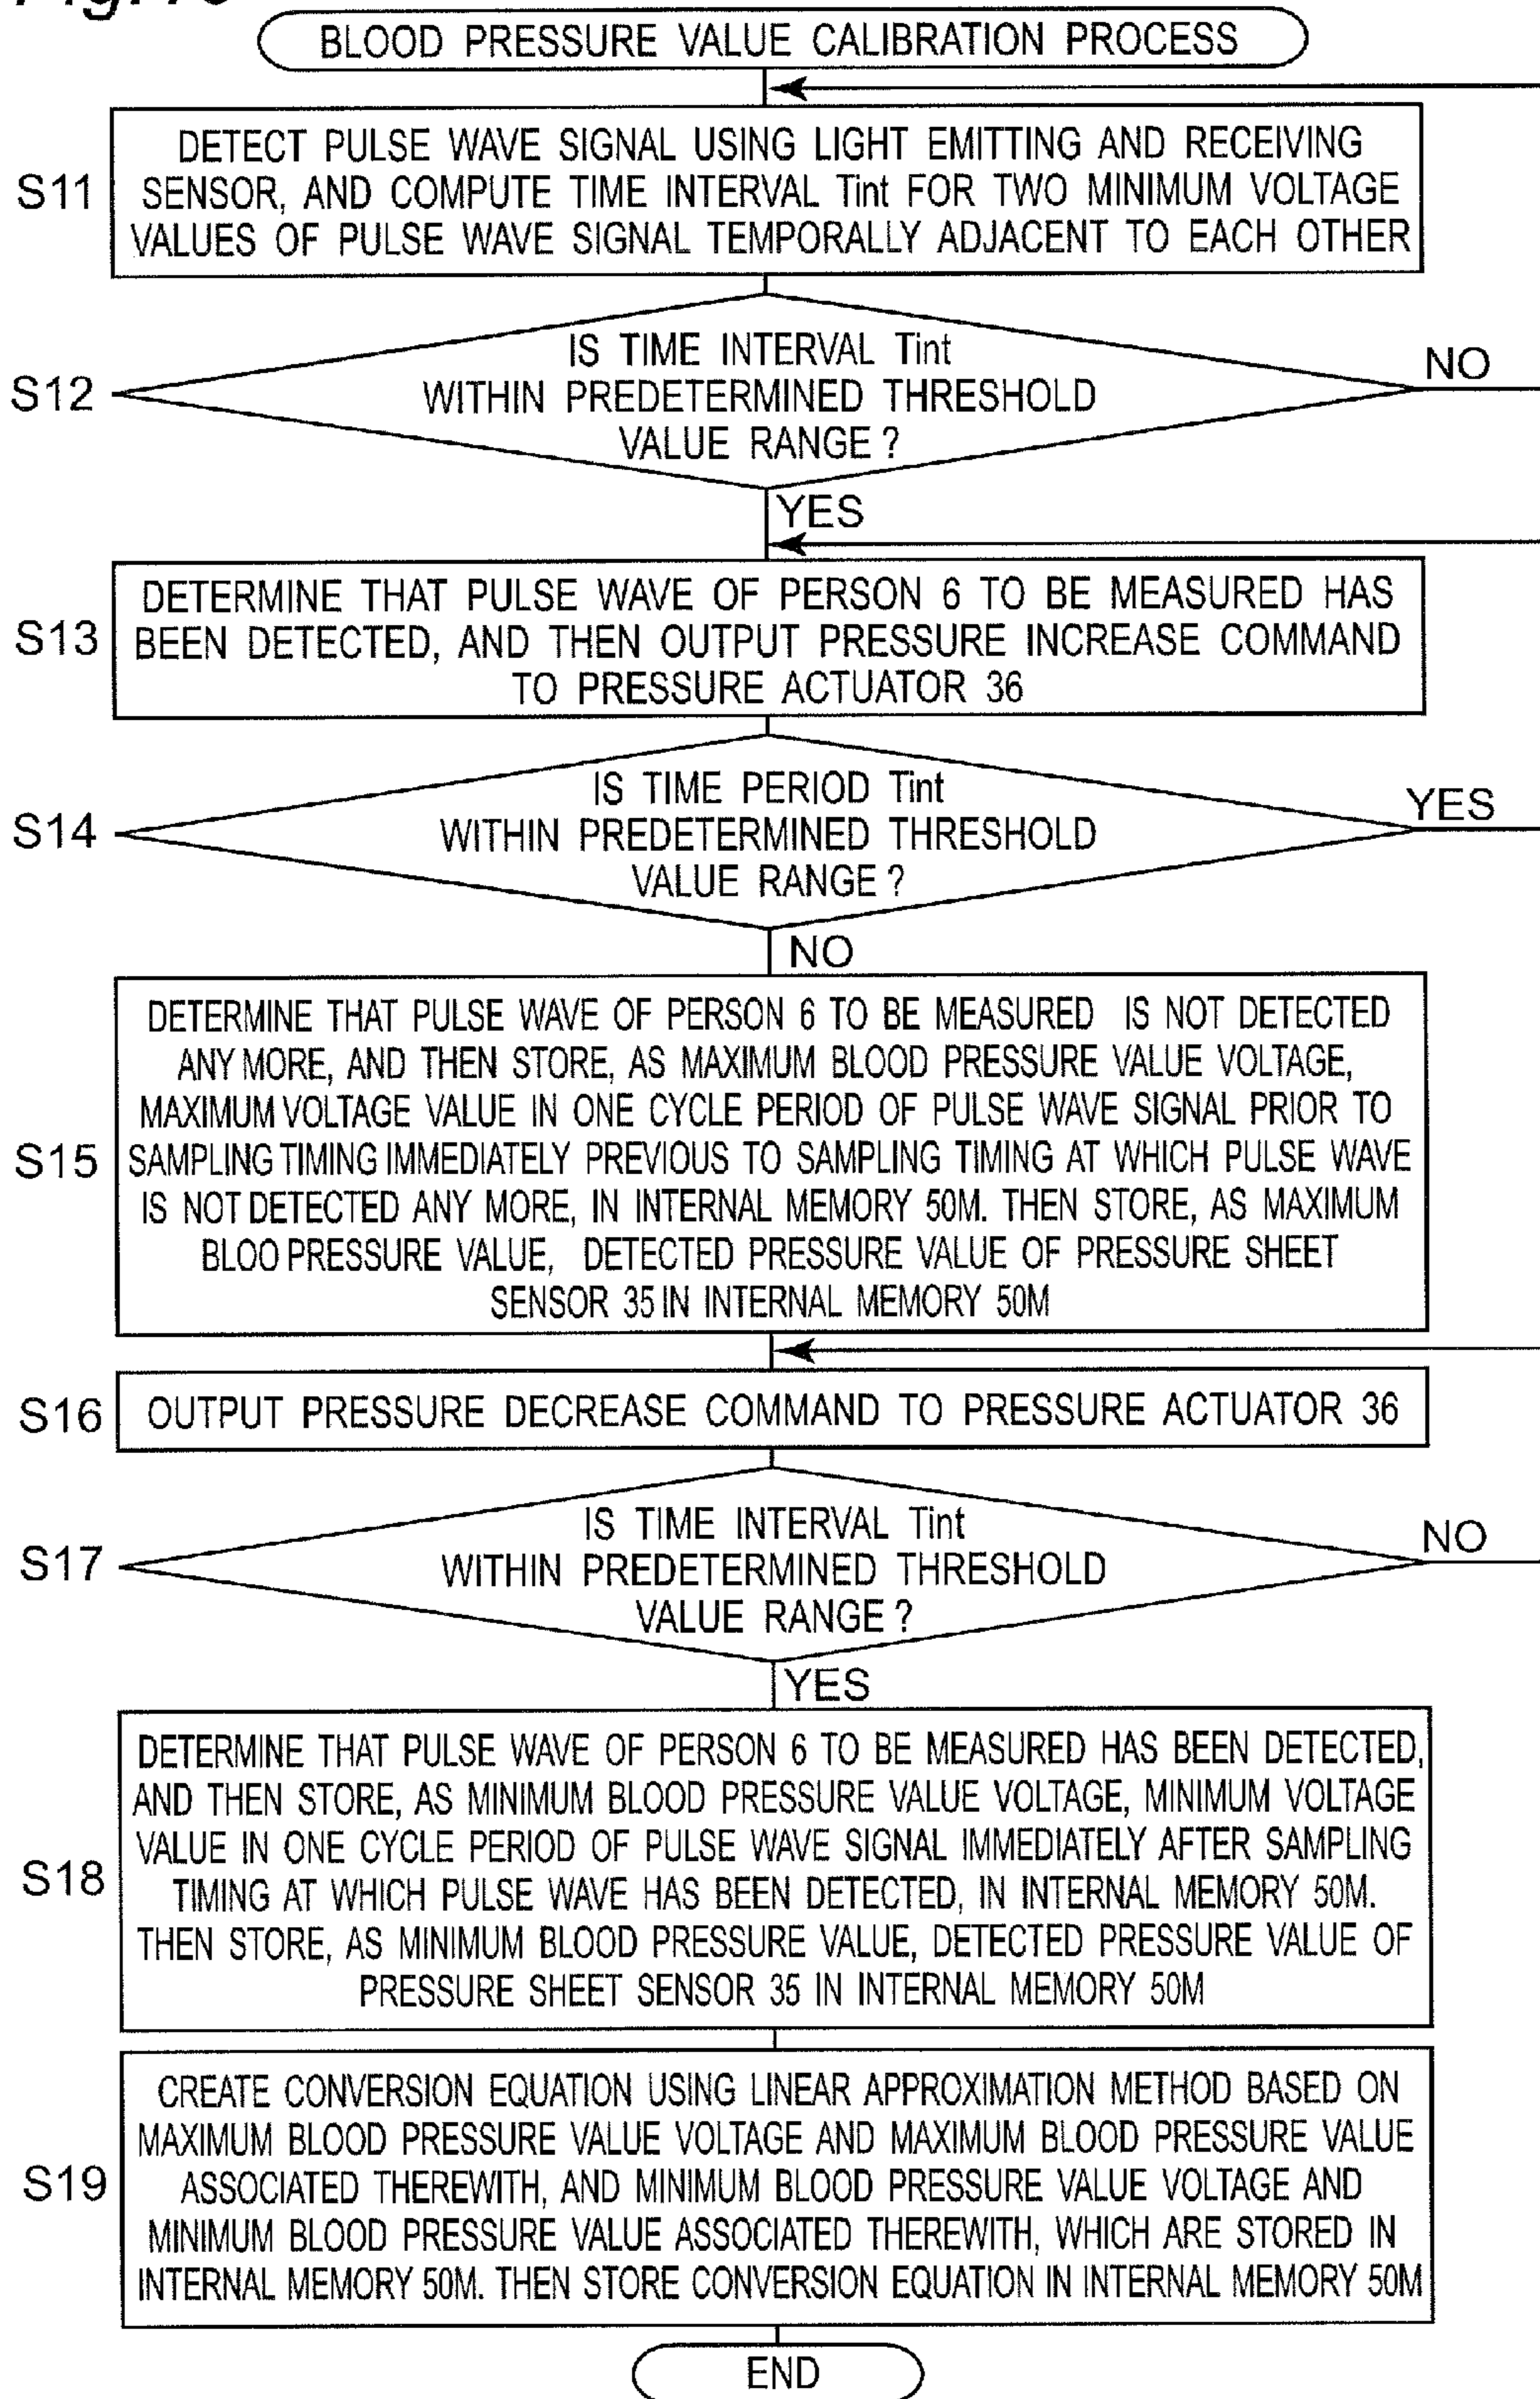 BLOOD PRESSURE VALUE CALIBRATION PROCESS
S11
DETECT PULSE WAVE SIGNAL USING LIGHT EMITTING AND RECEIVING
SENSOR, AND COMPUTE TIME INTERVAL Tint FOR TWO MINIMUM VOLTAGE
VALUES OF PULSE WAVE SIGNAL TEMPORALLY ADJACENT TO EACH OTHER
S12
IS TIME INTERVAL Tint
WITHIN PREDETERMINED THRESHOLD
VALUE RANGE ?
NO
YES
S13
DETERMINE THAT PULSE WAVE OF PERSON 6 TO BE MEASURED HAS
BEEN DETECTED, AND THEN OUTPUT PRESSURE INCREASE COMMAND
TO PRESSURE ACTUATOR 36
S14
IS TIME PERIOD Tint
WITHIN PREDETERMINED THRESHOLD
VALUE RANGE ?
YES
NO
S15
DETERMINE THAT PULSE WAVE OF PERSON 6 TO BE MEASURED IS NOT DETECTED
ANY MORE, AND THEN STORE, AS MAXIMUM BLOOD PRESSURE VALUE VOLTAGE,
MAXIMUM VOLTAGE VALUE IN ONE CYCLE PERIOD OF PULSE WAVE SIGNAL PRIOR TO
SAMPLING TIMING IMMEDIATELY PREVIOUS TO SAMPLING TIMING AT WHICH PULSE WAVE
IS NOT DETECTED ANY MORE, IN INTERNAL MEMORY 50M. THEN STORE, AS MAXIMUM
BLOO PRESSURE VALUE, DETECTED PRESSURE VALUE OF PRESSURE SHEET
SENSOR 35 IN INTERNAL MEMORY 50M
S16
OUTPUT PRESSURE DECREASE COMMAND TO PRESSURE ACTUATOR 36
S17
IS TIME INTERVAL Tint
WITHIN PREDETERMINED THRESHOLD
VALUE RANGE ?
NO
YES
S18
DETERMINE THAT PULSE WAVE OF PERSON 6 TO BE MEASURED HAS BEEN DETECTED,
AND THEN STORE, AS MINIMUM BLOOD PRESSURE VALUE VOLTAGE, MINIMUM VOLTAGE
VALUE IN ONE CYCLE PERIOD OF PULSE WAVE SIGNAL IMMEDIATELY AFTER SAMPLING
TIMING AT WHICH PULSE WAVE HAS BEEN DETECTED, IN INTERNAL MEMORY 50M.
THEN STORE, AS MINIMUM BLOOD PRESSURE VALUE, DETECTED PRESSURE VALUE OF
PRESSURE SHEET SENSOR 35 IN INTERNAL MEMORY 50M
S19
CREATE CONVERSION EQUATION USING LINEAR APPROXIMATION METHOD BASED ON
MAXIMUM BLOOD PRESSURE VALUE VOLTAGE AND MAXIMUM BLOOD PRESSURE VALUE
ASSOCIATED THEREWITH, AND MINIMUM BLOOD PRESSURE VALUE VOLTAGE AND
MINIMUM BLOOD PRESSURE VALUE ASSOCIATED THEREWITH, WHICH ARE STORED IN
INTERNAL MEMORY 50M. THEN STORE CONVERSION EQUATION IN INTERNAL MEMORY 50M
END